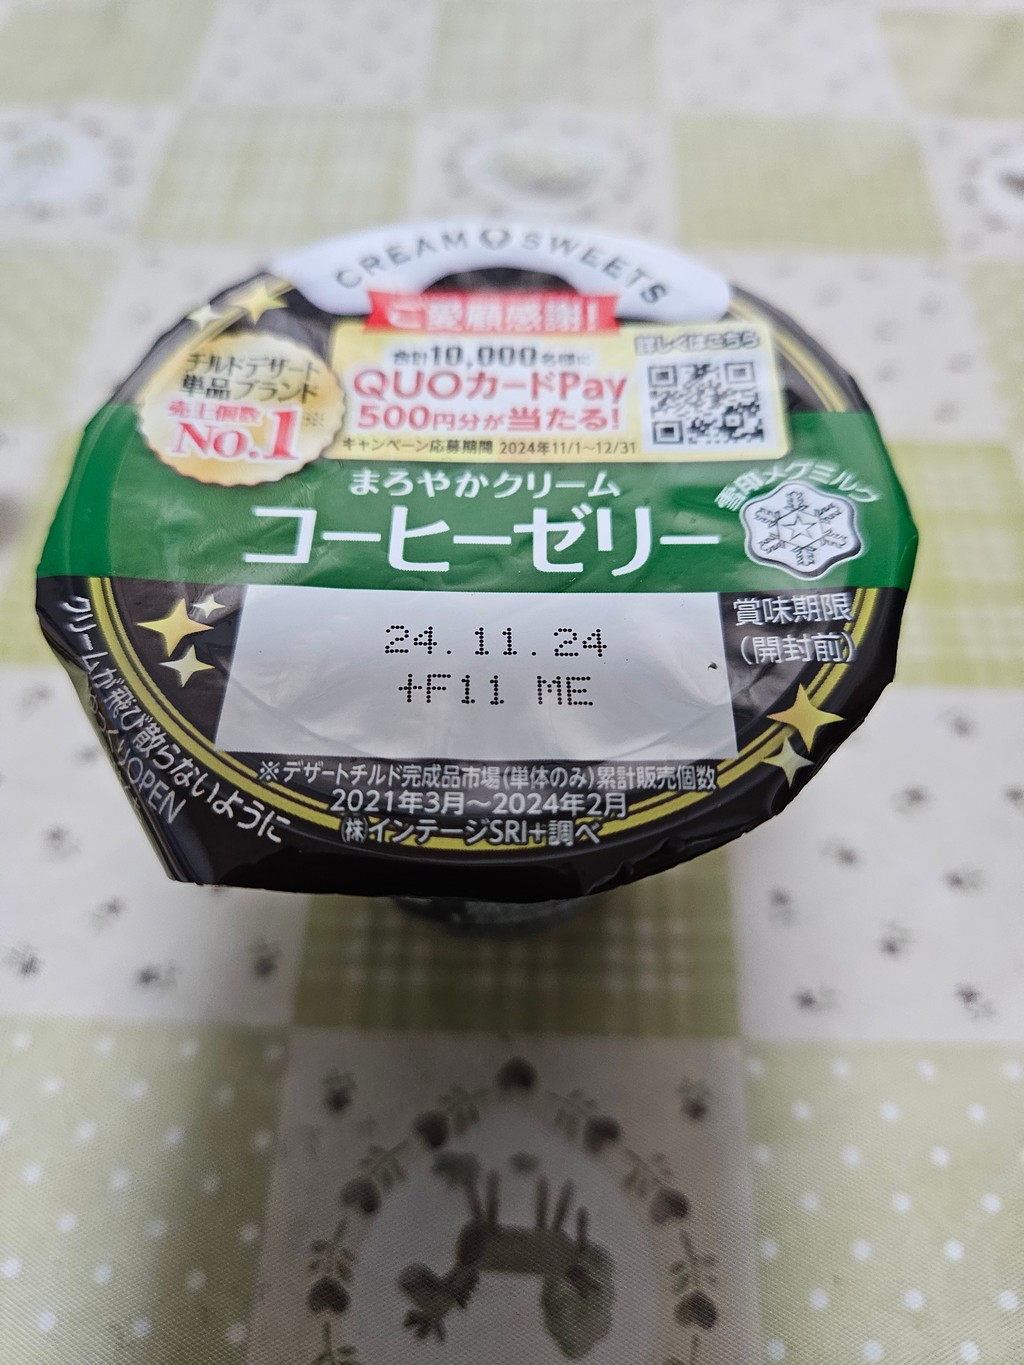 CREAM SWEETS
ご愛顧感謝!
チルドデザート
単品ブランド
売上個数
No.1※
合計10,000名様に
QUOカードPay
500円分が当たる!
キャンペーン応募期間 2024年11/1~12/31
詳しくはこちら
まろやかクリーム
コーヒーゼリー
雪印メグミルク
24.11.24
+F11 ME
賞味期限
(開封前)
※デザートチルド完成品市場(単体のみ)累計販売個数
2021年3月~2024年2月
(株)インテージSRI+調べ
クリームが飛び散らないように
ゆっくりOPEN